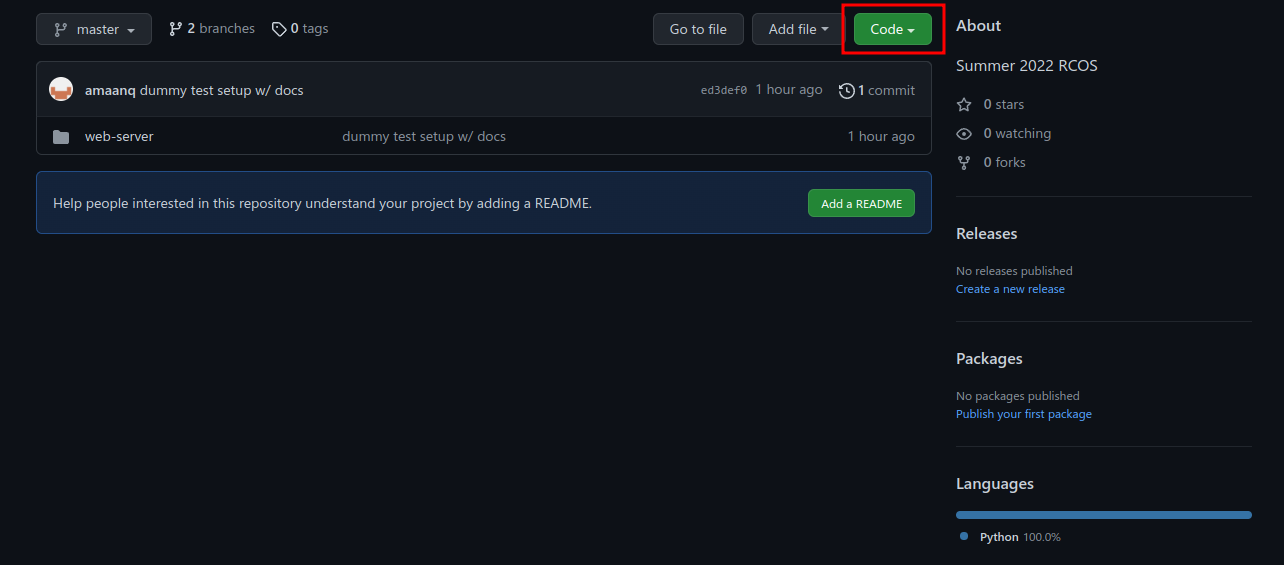 master
2 branches
0 tags
Go to file
Add file
Code
amaanq dummy test setup w/ docs
ed3def0 1 hour ago
1 commit
web-server
dummy test setup w/ docs
1 hour ago
Help people interested in this repository understand your project by adding a README.
Add a README
About
Summer 2022 RCOS
0 stars
0 watching
0 forks
Releases
No releases published
Create a new release
Packages
No packages published
Publish your first package
Languages
Python 100.0%